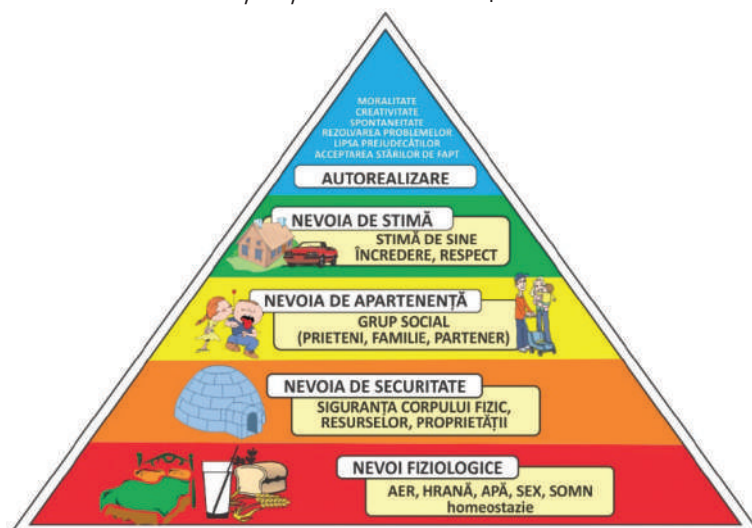 MORALITATE
CREATIVITATE
SPONTANEITATE
REZOLVAREA PROBLEMELOR
LIPSA PREJUDECĂȚILOR
ACCEPTAREA STĂRILOR DE FAPT
AUTOREALIZARE
NEVOIA DE STIMĂ
STIMĂ DE SINE
ÎNCREDERE, RESPECT
NEVOIA DE APARTENENȚĂ
GRUP SOCIAL
(PRIETENI, FAMILIE, PARTENER)
NEVOIA DE SECURITATE
SIGURANȚA CORPULUI FIZIC,
RESURSELOR, PROPRIETĂȚII
NEVOI FIZIOLOGICE
AER, HRANĂ, APĂ, SEX, SOMN
homeostazie